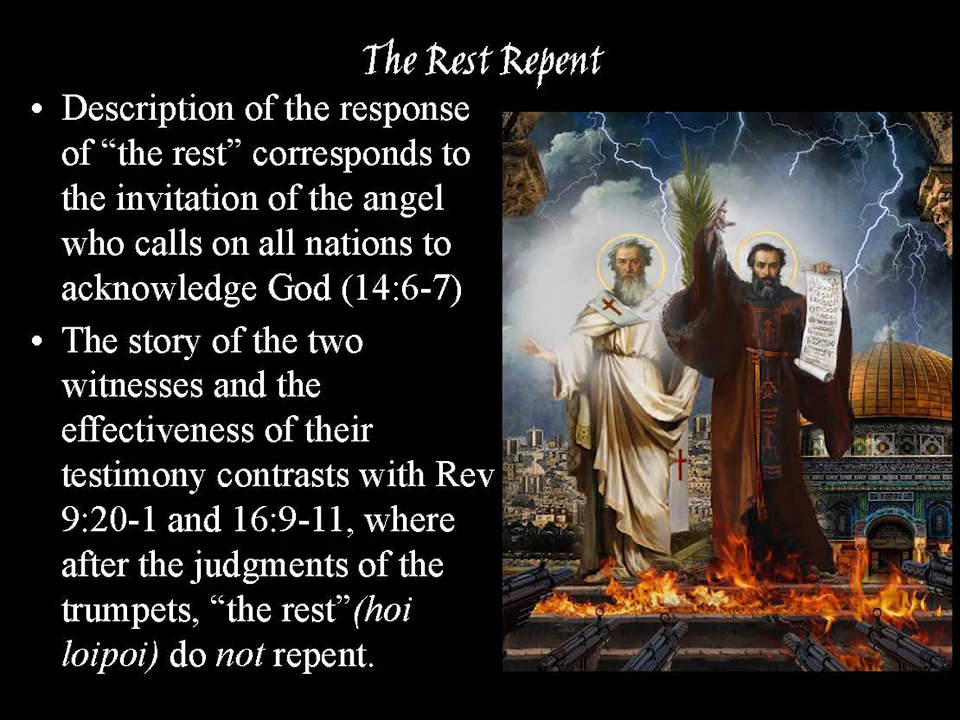 The Rest Repent
• Description of the response
of “the rest” corresponds to
the invitation of the angel
who calls on all nations to
acknowledge God (14:6-7)
• The story of the two
witnesses and the
effectiveness of their
testimony contrasts with Rev
9:20-1 and 16:9-11, where
after the judgments of the
trumpets, “the rest”(hoi
loipoi) do not repent.